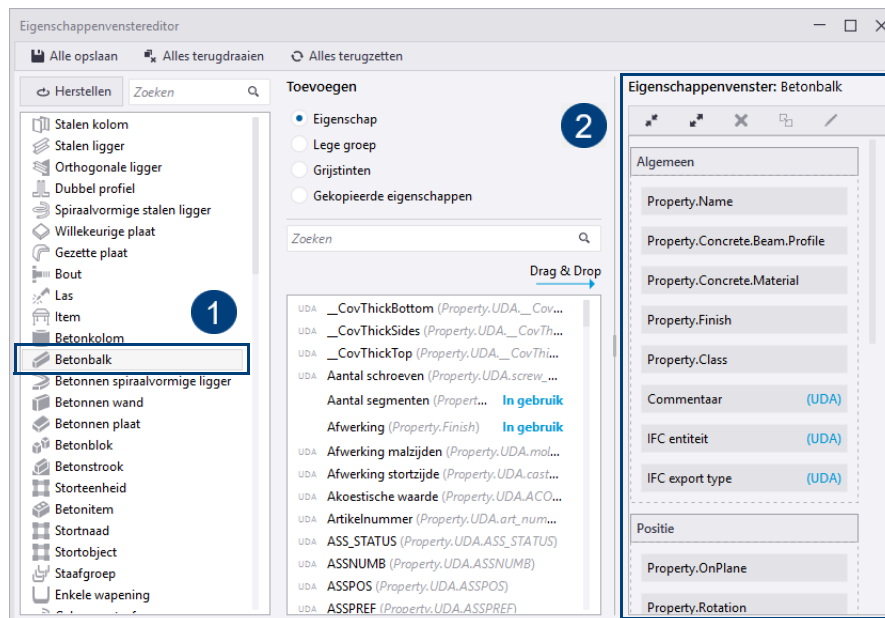 Eigenschappenvenstereditor
Alle opslaan Alles terugdraaien Alles terugzetten
Herstellen Zoeken
Stalen kolom
Stalen ligger
Orthogonale ligger
Dubbel profiel
Spiraalvormige stalen ligger
Willekeurige plaat
Gezette plaat
Bout
Las
Item
Betonkolom
Betonbalk
Betonnen spiraalvormige ligger
Betonnen wand
Betonnen plaat
Betonblok
Betonstrook
Storteenheid
Betonitem
Stortnaad
Stortobject
Staafgroep
Enkele wapening
1
Toevoegen
Eigenschap
Lege groep
Grijstinten
Gekopieerde eigenschappen
2
Zoeken
Drag & Drop
UDA __CovThickBottom (Property.UDA.__Cov...
UDA __CovThickSides (Property.UDA.__CovTh...
UDA __CovThickTop (Property.UDA.__CovThi...
UDA Aantal schroeven (Property.UDA.screw_...
Aantal segmenten (Propert... In gebruik
Afwerking (Property.Finish) In gebruik
UDA Afwerking malzijden (Property.UDA.mol...
UDA Afwerking stortzijde (Property.UDA.cast...
UDA Akoestische waarde (Property.UDA.ACO...
UDA Artikelnummer (Property.UDA.art_num...
UDA ASS_STATUS (Property.UDA.ASS_STATUS)
UDA ASSNUMB (Property.UDA.ASSNUMB)
UDA ASSPOS (Property.UDA.ASSPOS)
UDA ASSPREF (Property.UDA.ASSPREF)
Eigenschappenvenster: Betonbalk
Algemeen
Property.Name
Property.Concrete.Beam.Profile
Property.Concrete.Material
Property.Finish
Property.Class
Commentaar (UDA)
IFC entiteit (UDA)
IFC export type (UDA)
Positie
Property.OnPlane
Property.Rotation